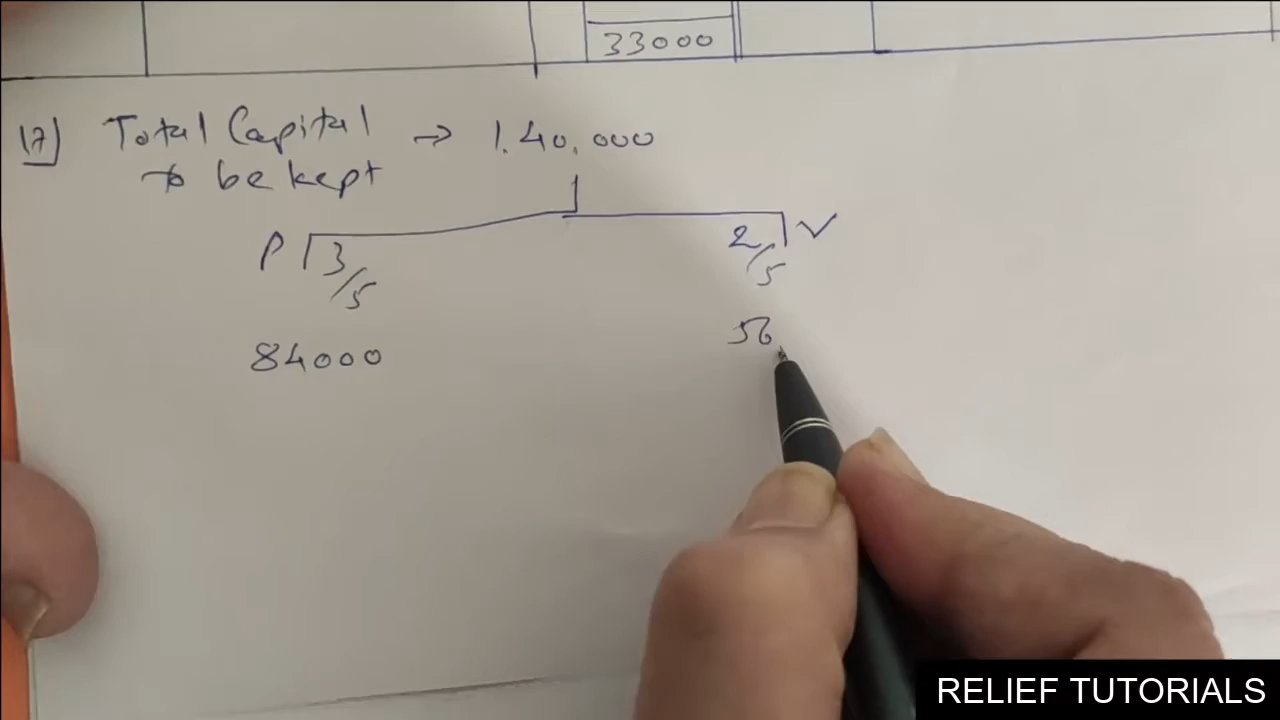 33000
17) Total Capital → 1.40,000
to be kept
P 3/5 2/5 V
84000 56
RELIEF TUTORIALS